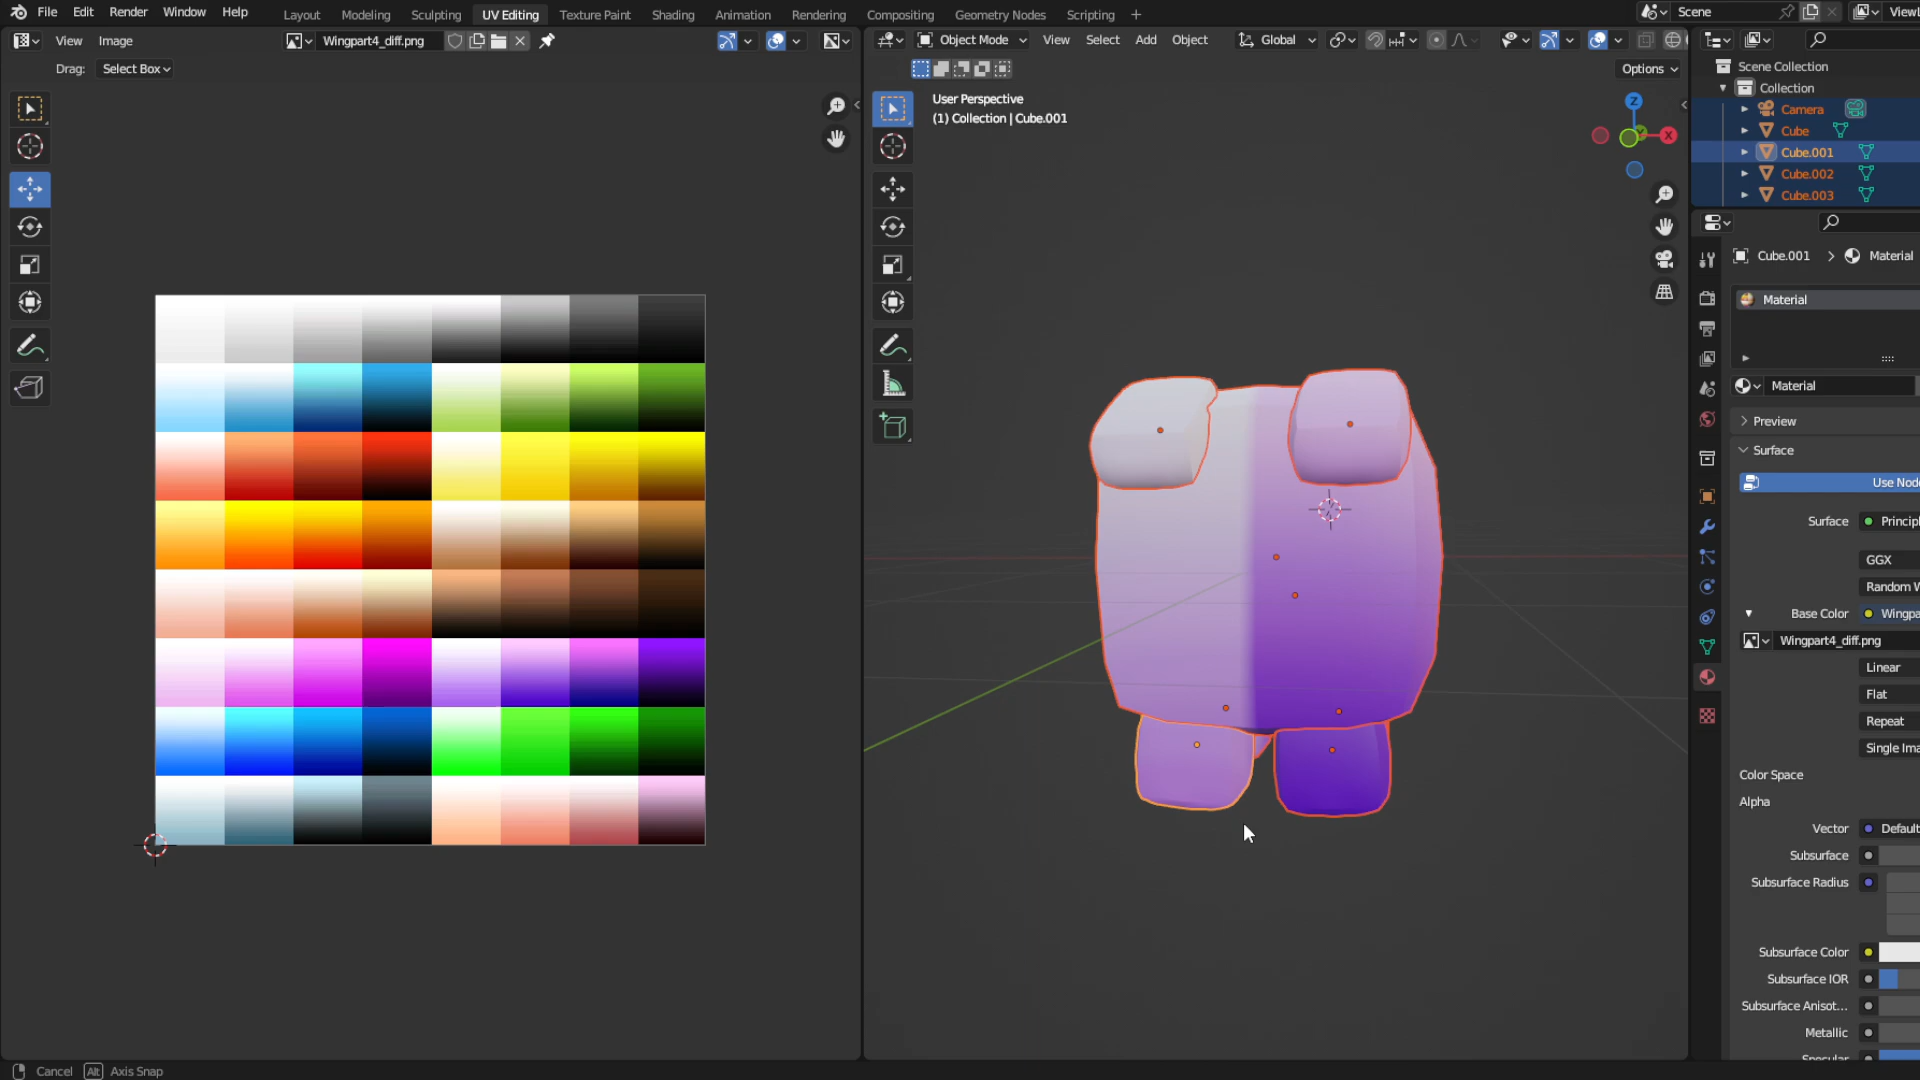 File Edit Render Window Help Layout Modeling Sculpting UV Editing Texture Paint Shading Animation Rendering Compositing Geometry Nodes Scripting + Scene
View Image Wingpart4_diff.png Object Mode View Select Add Object Global
Drag: Select Box Options
User Perspective
(1) Collection | Cube.001
Z
X
Scene Collection
Collection
Camera
Cube
Cube.001
Cube.002
Cube.003
Cube.001 > Material
Material
Material
Preview
Surface
Surface
GGX
Base Color
Wingpart4_diff.png
Linear
Flat
Repeat
Color Space
Alpha
Vector Default
Subsurface
Subsurface Radius
Subsurface Color
Subsurface IOR
Subsurface Anisot...
Metallic
Cancel Alt Axis Snap